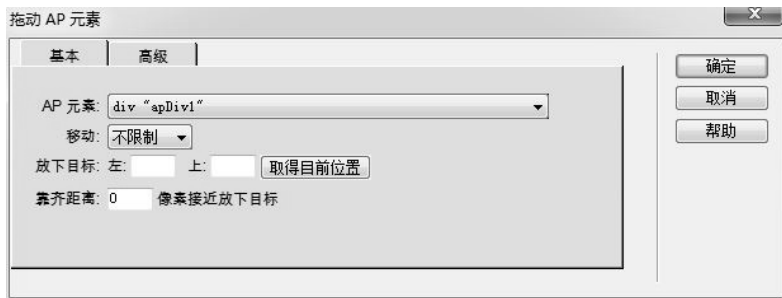 拖动 AP 元素
基本 高级
AP 元素: div "apDiv1"
移动: 不限制
放下目标: 左: 上: 取得目前位置
靠齐距离: 0 像素接近放下目标
确定
取消
帮助